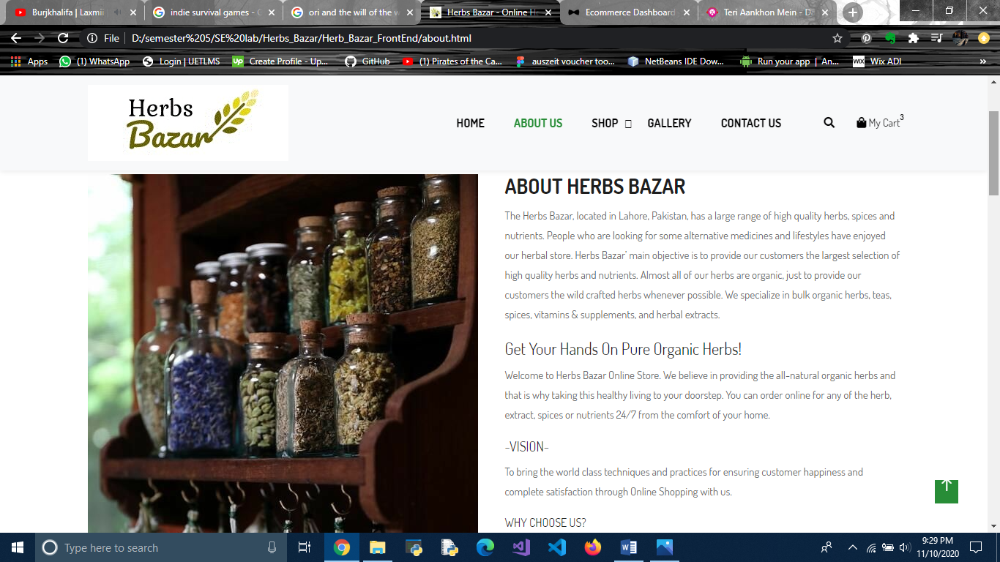 Burjkhalifa | Laxmii
indie survival games - G
ori and the will of the w
Herbs Bazar - Online H
Ecommerce Dashboard
Teri Aankhon Mein - Da
File
D:/semester%205/SE%20lab/Herbs_Bazar/Herb_Bazar_FrontEnd/about.html
Apps
(1) WhatsApp
Login | UETLMS
Up
Create Profile - Up...
GitHub
(1) Pirates of the Ca...
auszeit voucher too...
NetBeans IDE Dow...
Run your app | An...
WIX
Wix ADI
»
Herbs
Bazar
HOME
ABOUT US
SHOP
GALLERY
CONTACT US
My Cart 3
ABOUT HERBS BAZAR
The Herbs Bazar, located in Lahore, Pakistan, has a large range of high quality herbs, spices and
nutrients. People who are looking for some alternative medicines and lifestyles have enjoyed
our herbal store. Herbs Bazar' main objective is to provide our customers the largest selection of
high quality herbs and nutrients. Almost all of our herbs are organic, just to provide our
customers the wild crafted herbs whenever possible. We specialize in bulk organic herbs, teas,
spices, vitamins & supplements, and herbal extracts.
Get Your Hands On Pure Organic Herbs!
Welcome to Herbs Bazar Online Store. We believe in providing the all-natural organic herbs and
that is why taking this healthy living to your doorstep. You can order online for any of the herb,
extract, spices or nutrients 24/7 from the comfort of your home.
-VISION-
To bring the world class techniques and practices for ensuring customer happiness and
complete satisfaction through Online Shopping with us.
WHY CHOOSE US?
Type here to search
9:29 PM
11/10/2020